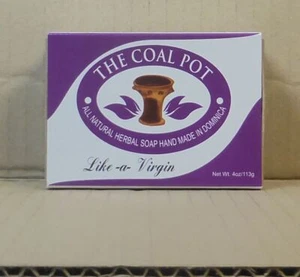 THE COAL POT
ALL NATURAL HERBAL SOAP HAND MADE IN DOMINICA
Like -a- Virgin
Net Wt. 4oz/113g